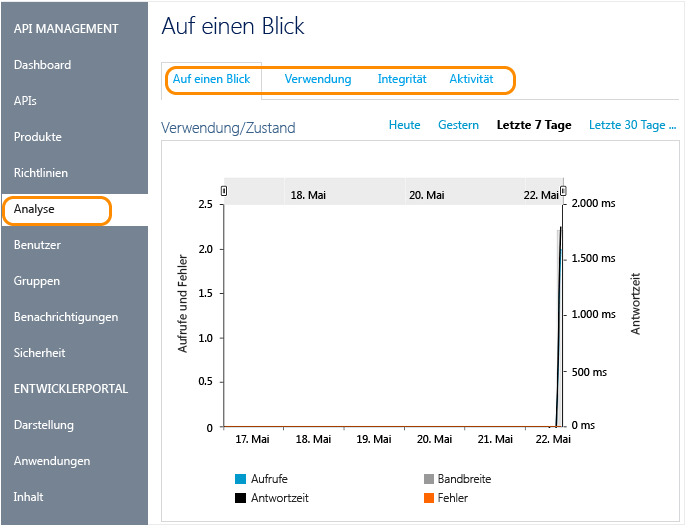 API MANAGEMENT
Dashboard
APIs
Produkte
Richtlinien
Analyse
Benutzer
Gruppen
Benachrichtigungen
Sicherheit
ENTWICKLERPORTAL
Darstellung
Anwendungen
Inhalt
Auf einen Blick
Auf einen Blick Verwendung Integrität Aktivität
Verwendung/Zustand Heute Gestern Letzte 7 Tage Letzte 30 Tage ...
18. Mai 20. Mai 22. Mai
2.5 2.000 ms
2.0 1.500 ms
1.5
1.0 1.000 ms
0.5 500 ms
0 0 ms
Aufrufe und Fehler
Antwortzeit
17. Mai 18. Mai 19. Mai 20. Mai 21. Mai 22. Mai
Aufrufe Bandbreite
Antwortzeit Fehler